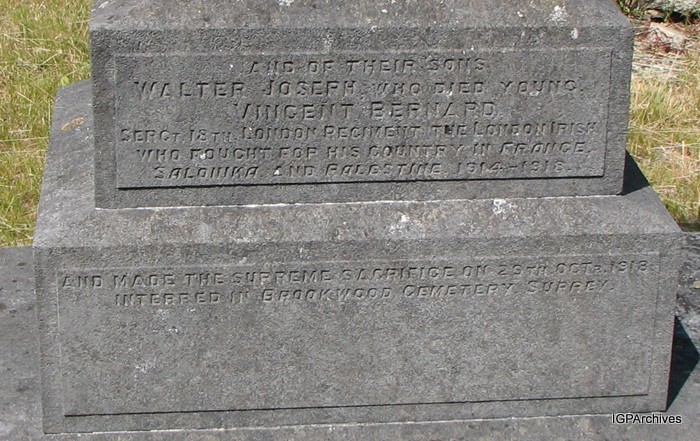 AND OF THEIR SONS
WALTER JOSEPH, WHO DIED YOUNG.
VINCENT BERNARD
SERGT 18TH. LONDON REGIMENT THE LONDON IRISH
WHO FOUGHT FOR HIS COUNTRY IN FRANCE.
SALONIKA AND PALESTINE. 1914-1918.
AND MADE THE SUPREME SACRIFICE ON 29TH OCTR. 1918.
INTERRED IN BROOKWOOD CEMETERY SURREY.
IGPArchives